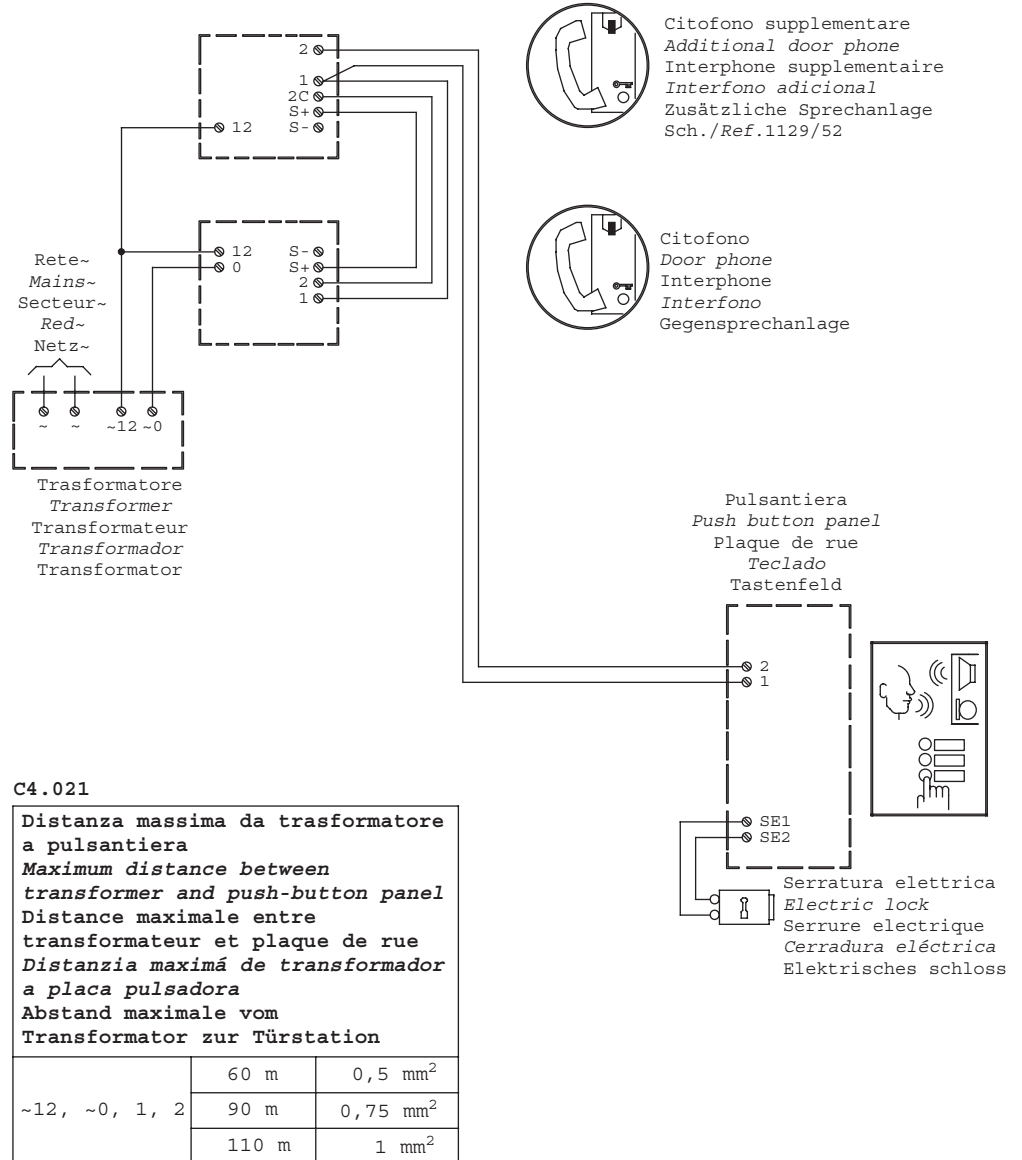 2
1
2C
S+
12 S-
Citofono supplementare
Additional door phone
Interphone supplementaire
Interfono adicional
Zusätzliche Sprechanlage
Sch./Ref.1129/52
12 S-
0 S+
2
1
Citofono
Door phone
Interphone
Interfono
Gegensprechanlage
Rete~
Mains~
Secteur~
Red~
Netz~
~ ~ ~12 ~0
Trasformatore
Transformer
Transformateur
Transformador
Transformator
Pulsantiera
Push button panel
Plaque de rue
Teclado
Tastenfeld
2
1
SE1
SE2
Serratura elettrica
Electric lock
Serrure electrique
Cerradura eléctrica
Elektrisches schloss
C4.021
Distanza massima da trasformatore
a pulsantiera
Maximum distance between
transformer and push-button panel
Distance maximale entre
transformateur et plaque de rue
Distanzia maximá de transformador
a placa pulsadora
Abstand maximale vom
Transformator zur Türstation
~12, ~0, 1, 2
60 m 0,5 mm²
90 m 0,75 mm²
110 m 1 mm²